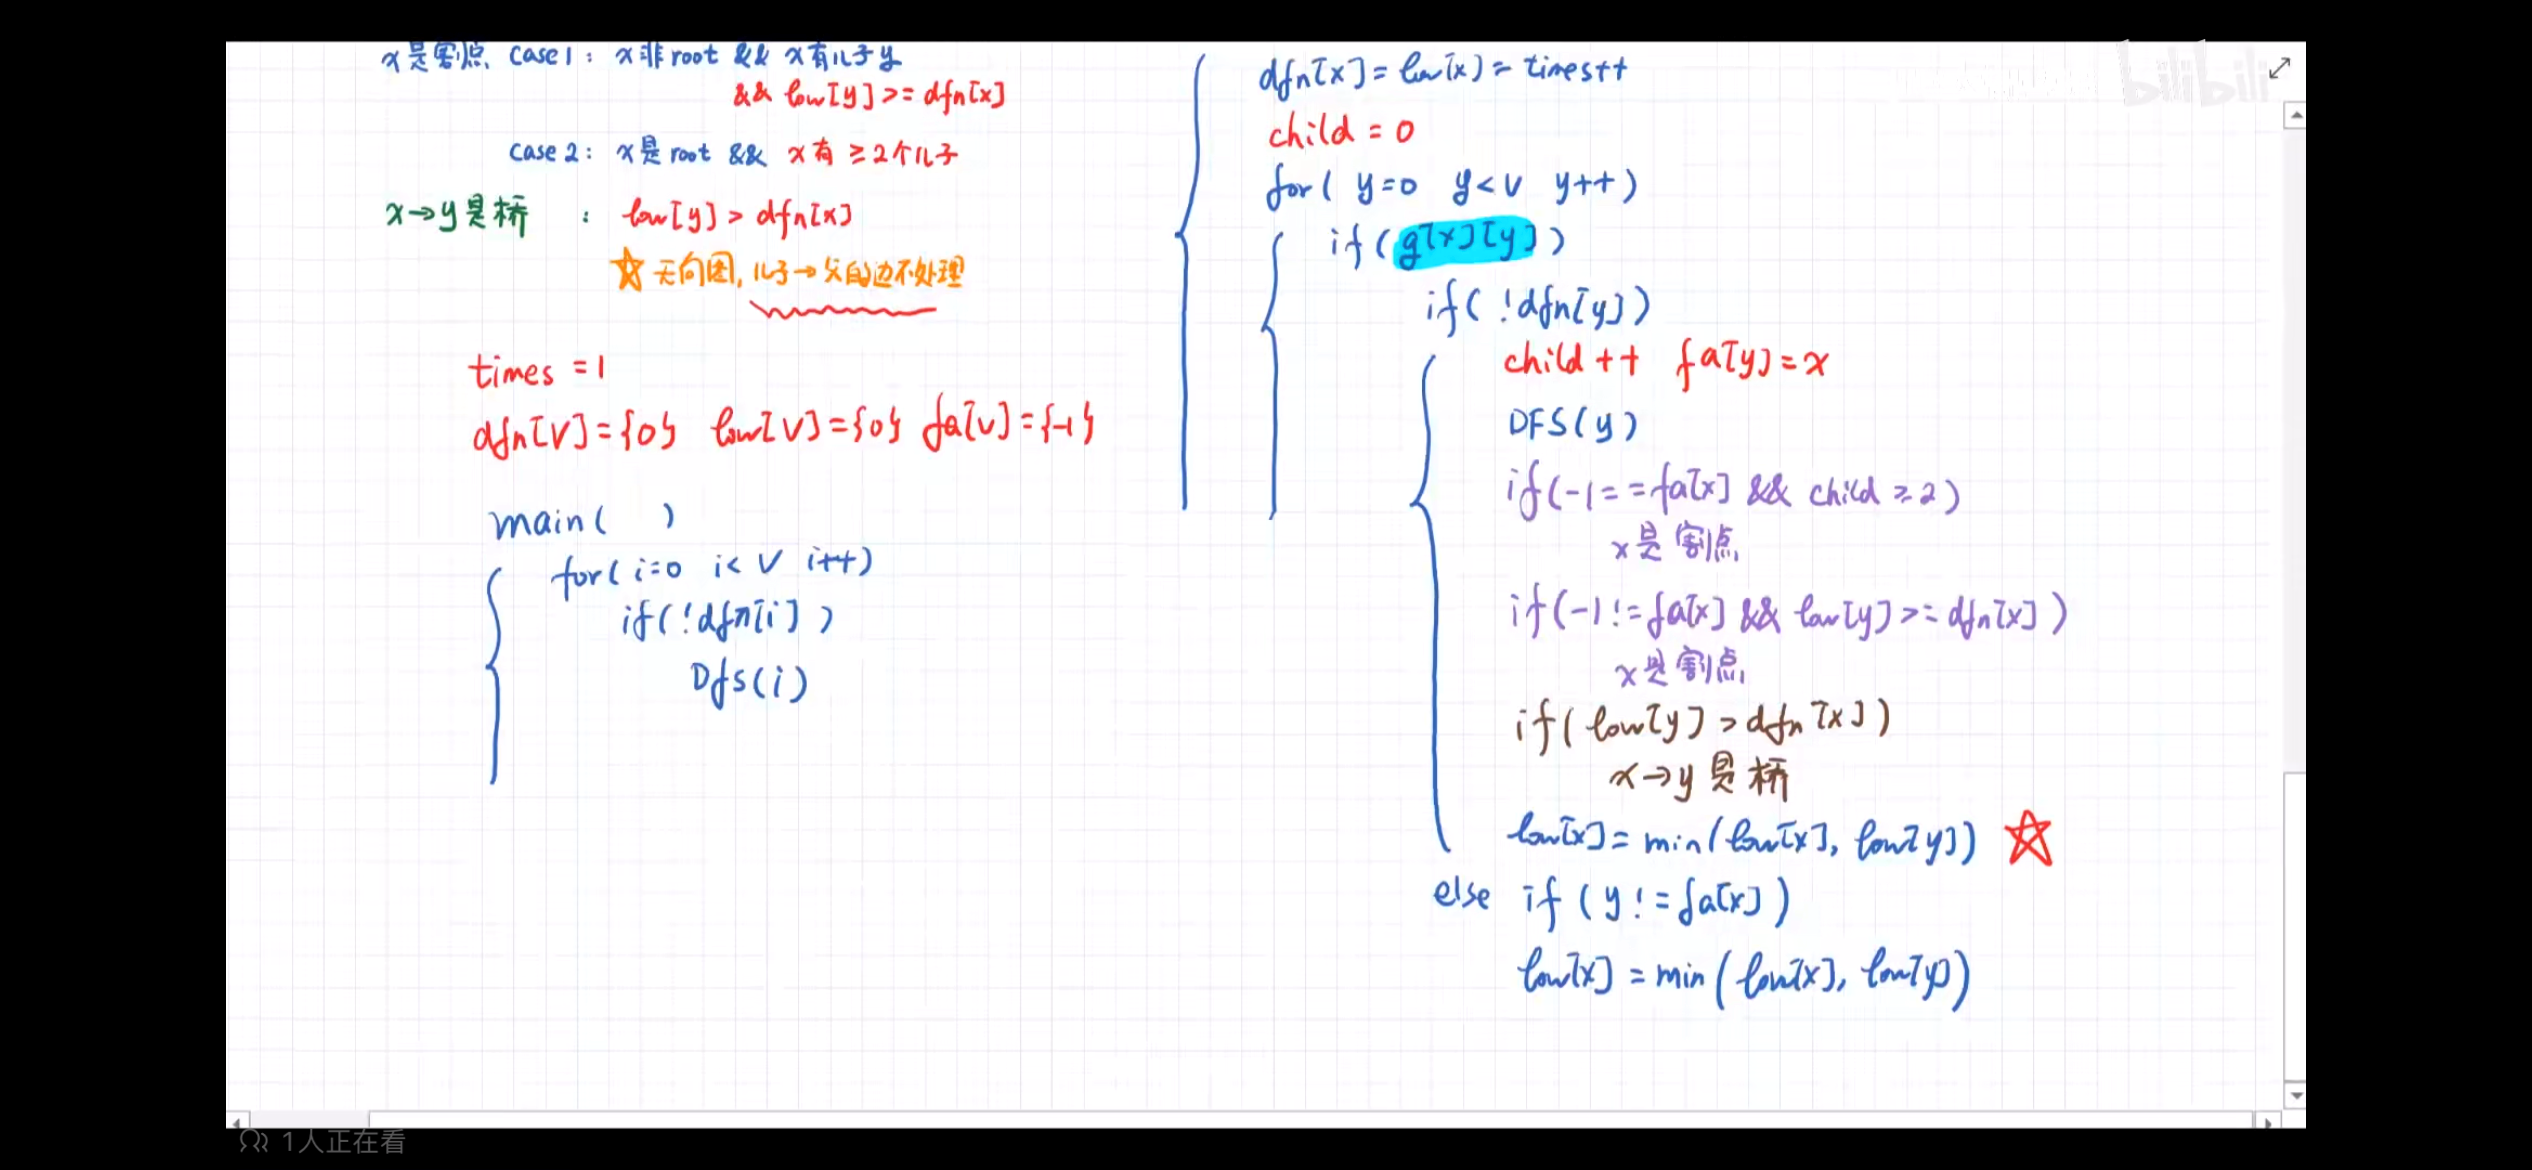 x是割点 case1: x非root && x有儿子y
&& low[y]>=dfn[x]
case2: x是root && x有≥2个儿子
x→y是桥 : low[y]>dfn[x]
☆无向图,儿子→父的边不处理
times=1
dfn[V]={0} low[V]={0} fa[V]={-1}
main( )
for(i=0 i<V i++)
if(!dfn[i])
Dfs(i)
dfn[x]=low[x]=times++
child=0
for( y=0 y<V y++)
if(g[x][y])
if(!dfn[y])
child++ fa[y]=x
DFS(y)
if(-1==fa[x] && child≥2)
x是割点
if(-1!=fa[x] && low[y]>=dfn[x])
x是割点
if(low[y]>dfn[x])
x→y是桥
low[x]=min(low[x],low[y]) ☆
else if(y!=fa[x])
low[x]=min(low[x],low[y])
bilibili
1人正在看